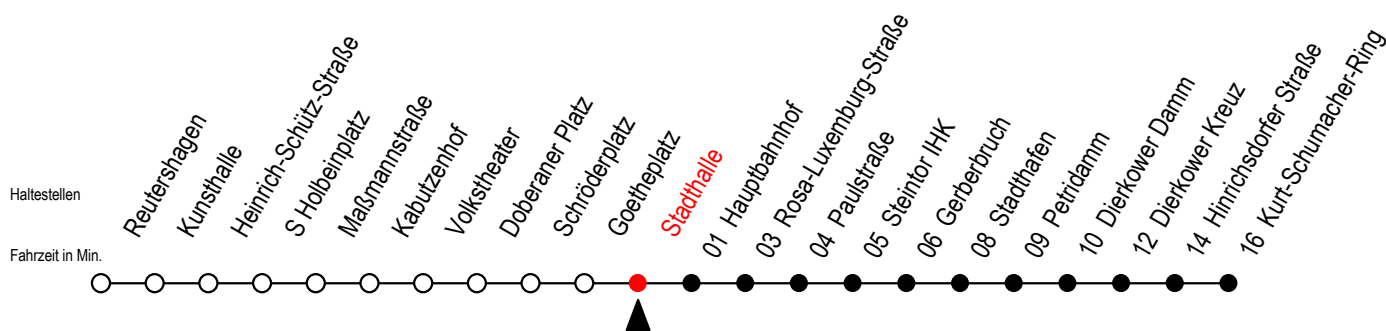 Haltestellen
Fahrzeit in Min.
Reutershagen
Kunsthalle
Heinrich-Schütz-Straße
S Holbeinplatz
Maßmannstraße
Kabutzenhof
Volkstheater
Doberaner Platz
Schröderplatz
Goetheplatz
Stadthalle
01 Hauptbahnhof
03 Rosa-Luxemburg-Straße
04 Paulstraße
05 Steintor IHK
06 Gerberbruch
08 Stadthafen
09 Petridamm
10 Dierkower Damm
12 Dierkower Kreuz
14 Hinrichsdorfer Straße
16 Kurt-Schumacher-Ring